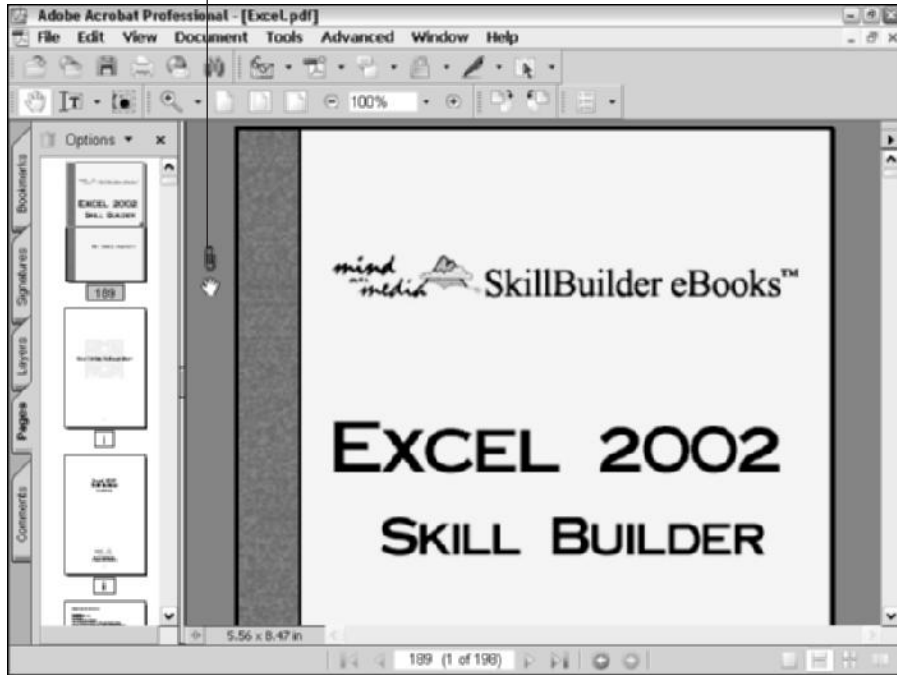 Adobe Acrobat Professional - [Excel.pdf]
File Edit View Document Tools Advanced Window Help
100%
Options
Bookmarks
Signatures
Layers
Pages
Comments
EXCEL 2002
SKILL BUILDER
189
i
ii
mind
media
SkillBuilder eBooks™
EXCEL 2002
SKILL BUILDER
5.56 x 8.47 in
189 (1 of 198)